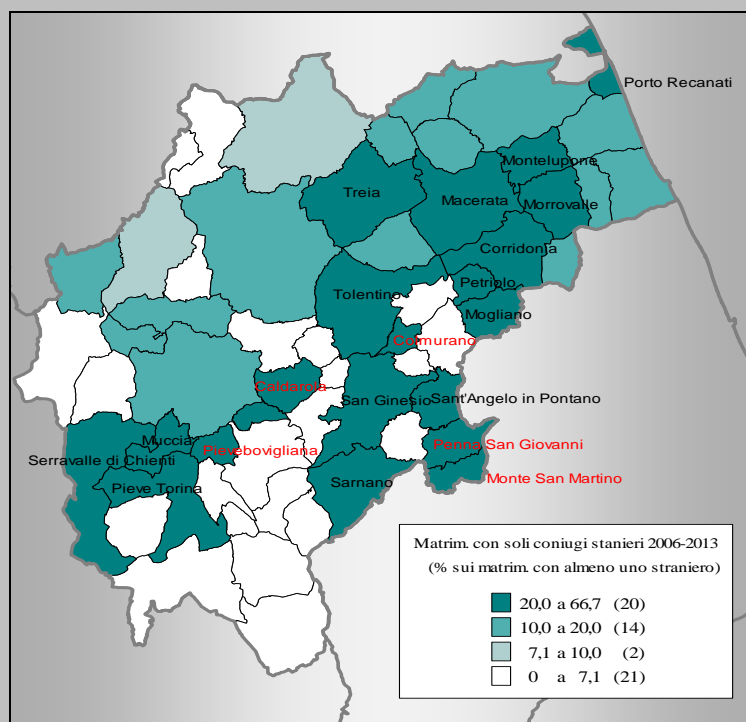 Porto Recanati
Montelupone
Treia
Macerata
Morrovalle
Corridonja
Petriolo
Tolentino
Mogliano
Colmurano
Caldarola
San Ginesio
Sant'Angelo in Pontano
Muccia
Pievebovigliana
Penna San Giovanni
Serravalle di Chienti
Monte San Martino
Sarnano
Pieve Torina
Matrim. con soli coniugi stanieri 2006-2013
(% sui matrim. con almeno uno straniero)
20,0 a 66,7 (20)
10,0 a 20,0 (14)
7,1 a 10,0 (2)
0 a 7,1 (21)